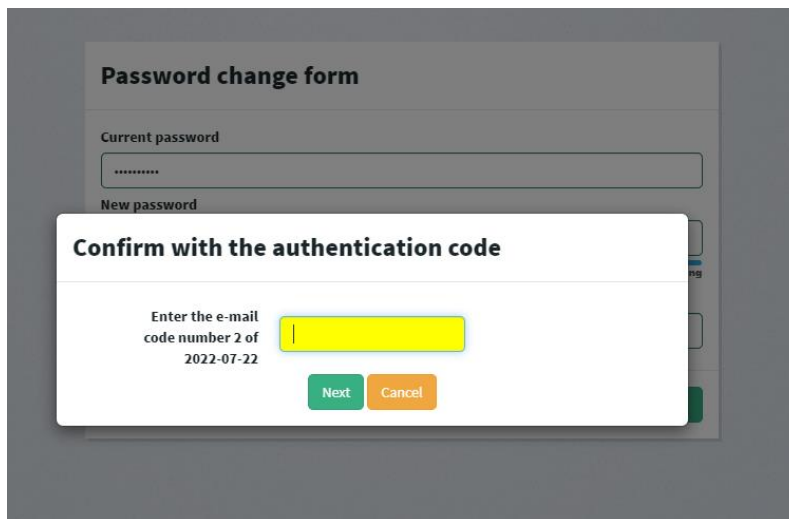 Password change form
Current password
..........
New password
ng
Confirm with the authentication code
Enter the e-mail
code number 2 of
2022-07-22
Next
Cancel